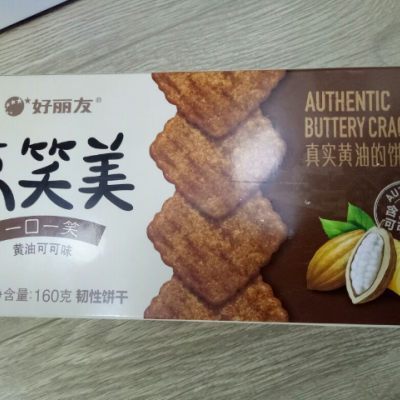 好丽友®
笑美
一口一笑
黄油可可味
含量: 160克 韧性饼干
AUTHENTIC
BUTTERY CRAC
真实黄油的饼